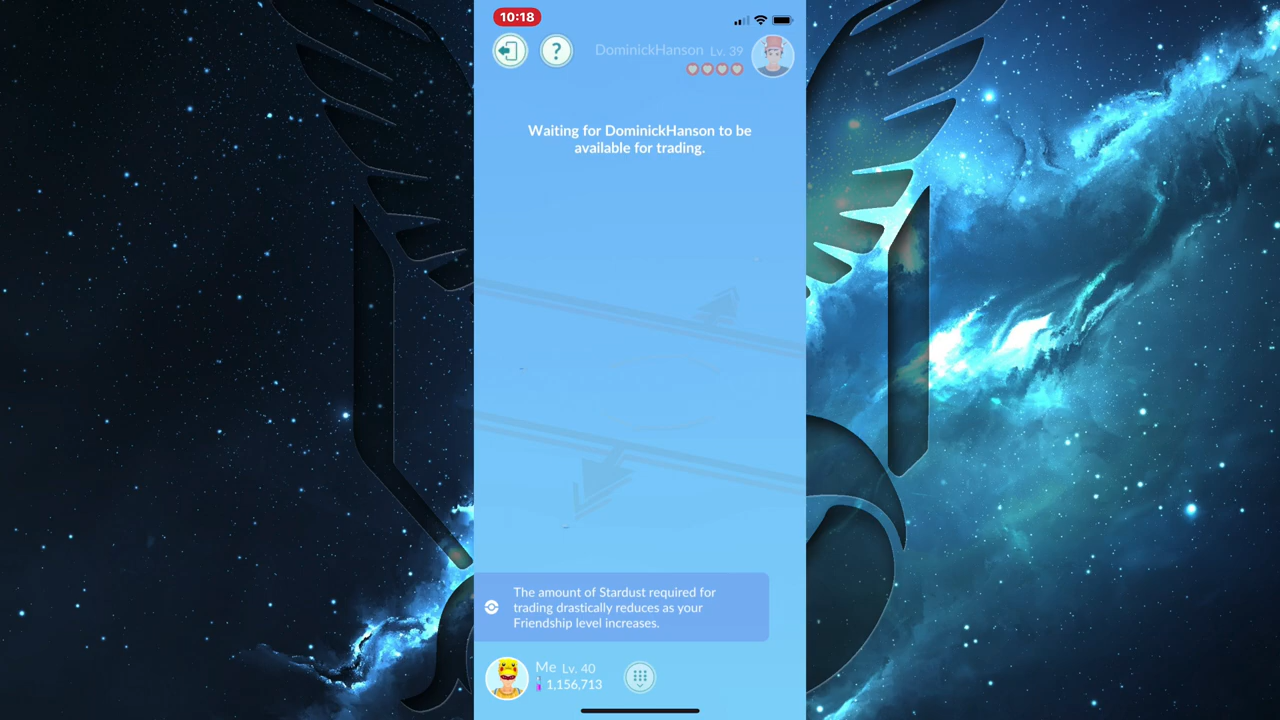 10:18
?
DominickHanson Lv. 39
Waiting for DominickHanson to be
available for trading.
The amount of Stardust required for
trading drastically reduces as your
Friendship level increases.
Me Lv. 40
1,156,713